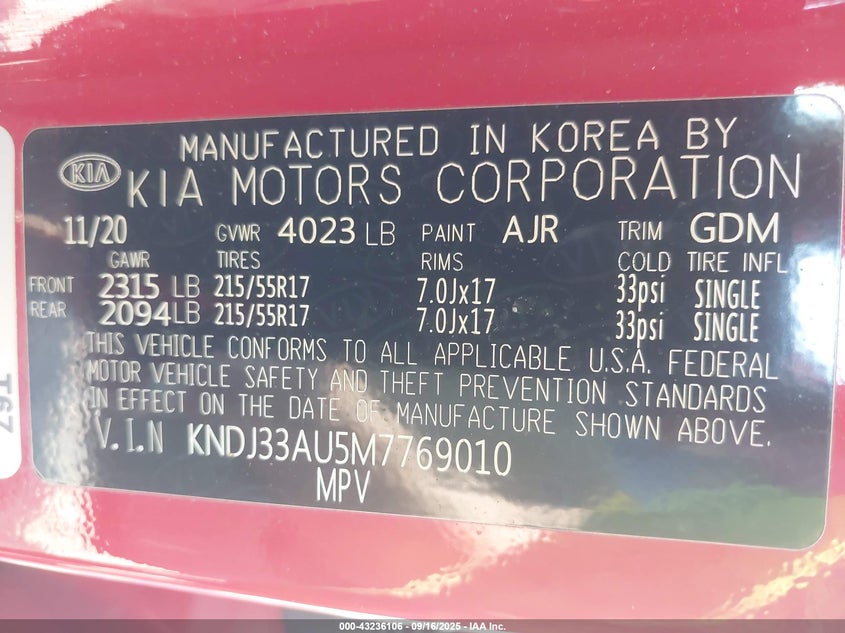 MANUFACTURED IN KOREA BY
KIA KIA MOTORS CORPORATION
11/20 GVWR 4023 LB PAINT AJR TRIM GDM
GAWR TIRES RIMS COLD TIRE INFL
FRONT 2315 LB 215/55R17 7.0Jx17 33psi SINGLE
REAR 2094 LB 215/55R17 7.0Jx17 33psi SINGLE
THIS VEHICLE CONFORMS TO ALL APPLICABLE U.S.A. FEDERAL
MOTOR VEHICLE SAFETY AND THEFT PREVENTION STANDARDS
IN EFFECT ON THE DATE OF MANUFACTURE SHOWN ABOVE.
V.I.N KNDJ33AU5M7769010
MPV
T67
000-43236106 - 09/16/2025 - IAA Inc.